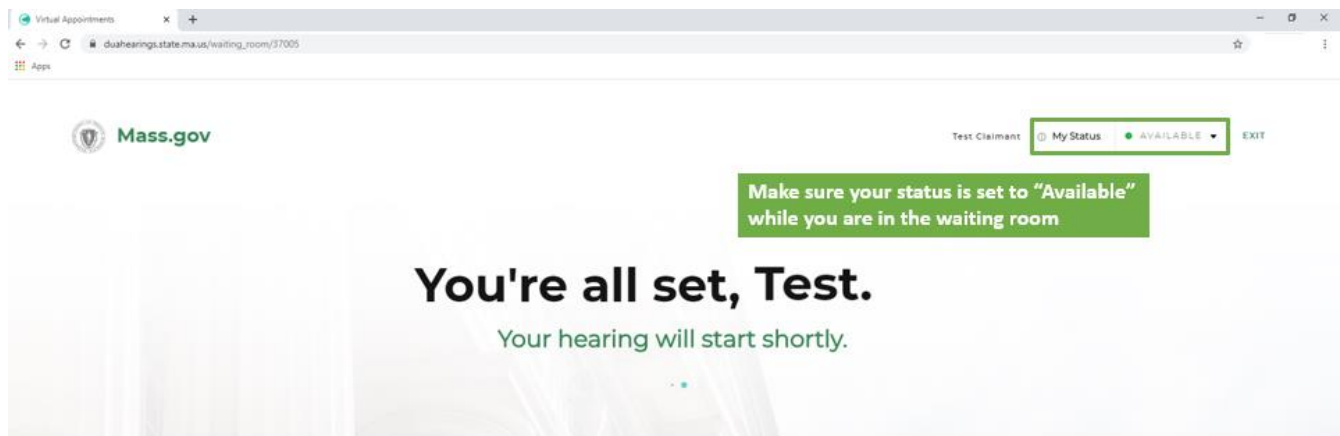 Virtual Appointments
duahearings.state.ma.us/waiting_room/37005
Apps
Mass.gov
Test Claimant My Status AVAILABLE EXIT
Make sure your status is set to “Available”
while you are in the waiting room
You're all set, Test.
Your hearing will start shortly.